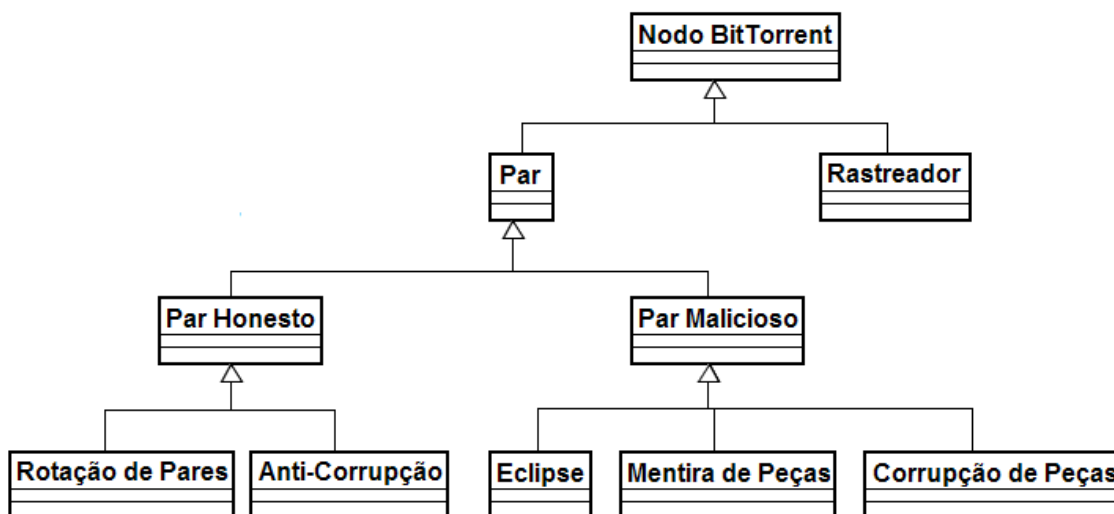 Nodo BitTorrent
Par
Rastreador
Par Honesto
Par Malicioso
Rotação de Pares
Anti-Corrupção
Eclipse
Mentira de Peças
Corrupção de Peças